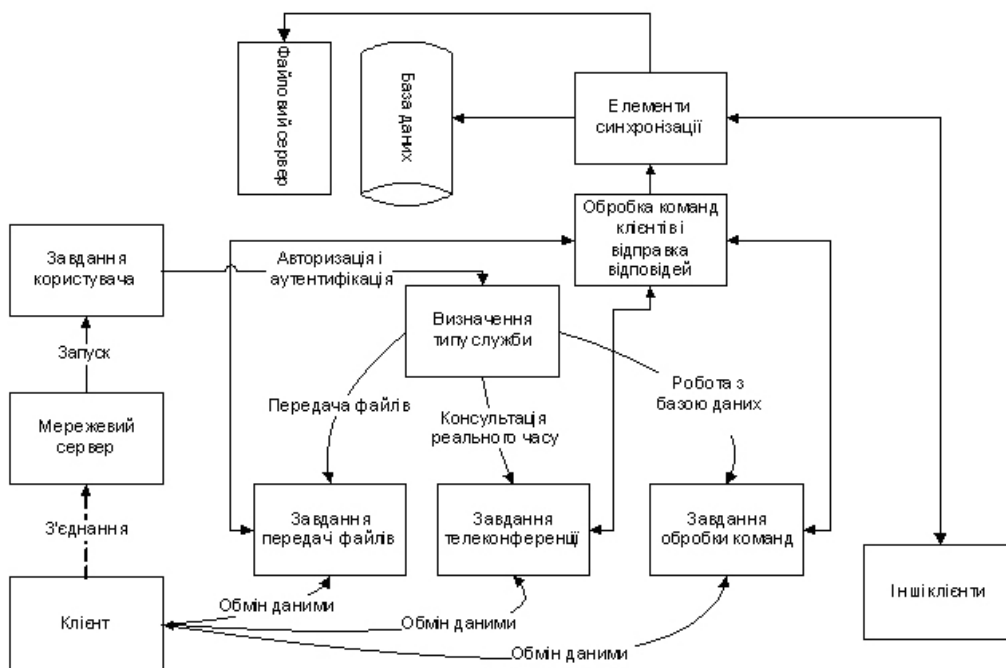 Файловий сервер
База даних
Елементи
синхронізації
Обробка команд
клієнтів і
відправка
відповідей
Завдання
користувача
Авторизація і
аутентифікація
Визначення
типу служби
Запуск
Передача файлів
Консультація
реального часу
Робота з
базою даних
Мережевий
сервер
З'єднання
Завдання
передачі файлів
Завдання
телеконференції
Завдання
обробки команд
Інші клієнти
Клієнт
Обмін даними
Обмін даними
Обмін даними